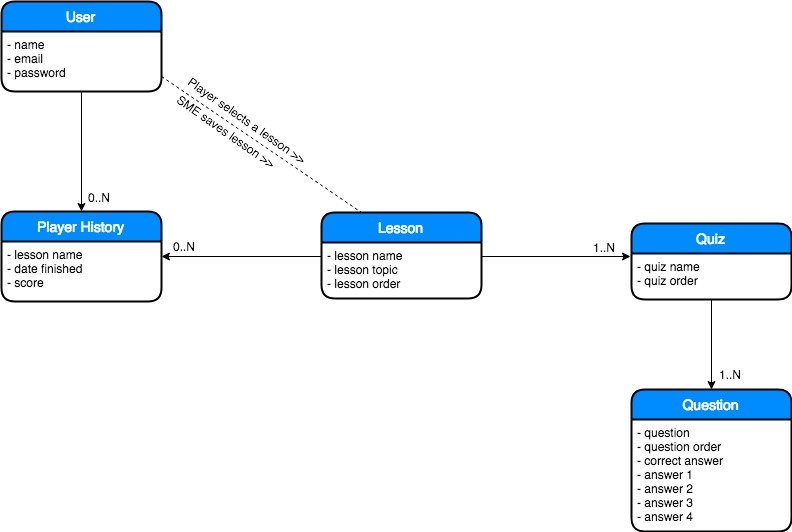 User
- name
- email
- password
Player selects a lesson >>
SME saves lesson >>
0..N
Player History
- lesson name
- date finished
- score
0..N
Lesson
- lesson name
- lesson topic
- lesson order
1..N
Quiz
- quiz name
- quiz order
1..N
Question
- question
- question order
- correct answer
- answer 1
- answer 2
- answer 3
- answer 4